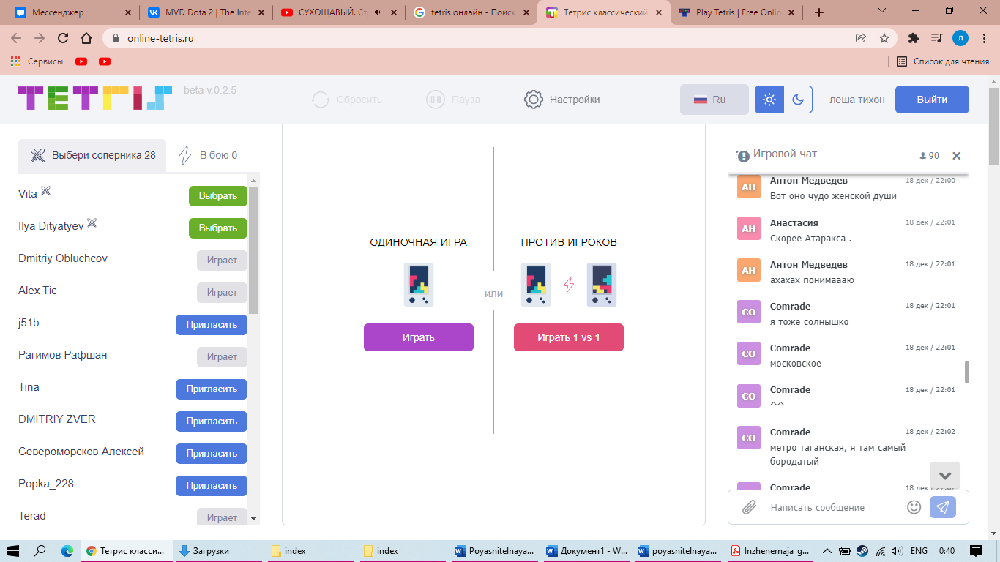 Мессенджер
MVD Dota 2 | The Inte
СУХОЩАВЫЙ. Ст
tetris онлайн - Поиск
Тетрис классический
Play Tetris | Free Onlin
online-tetris.ru
л
Сервисы
Список для чтения
TETRIS
beta v.0.2.5
Сбросить
Пауза
Настройки
Ru
леша тихон
Выйти
Выбери соперника 28
В бою 0
Vita
Выбрать
Ilya Dityatyev
Выбрать
Dmitriy Obluchcov
Играет
Alex Tic
Играет
j51b
Пригласить
Рагимов Рафшан
Играет
Tina
Пригласить
DMITRIY ZVER
Пригласить
Североморсков Алексей
Пригласить
Popka_228
Пригласить
Terad
Играет
ОДИНОЧНАЯ ИГРА
Играть
или
ПРОТИВ ИГРОКОВ
Играть 1 vs 1
Игровой чат
90
АН
Антон Медведев
18 дек / 22:00
Вот оно чудо женской души
АН
Анастасия
18 дек / 22:01
Скорее Атаракса .
АН
Антон Медведев
18 дек / 22:01
ахахах понимаааю
CO
Comrade
18 дек / 22:01
я тоже солнышко
CO
Comrade
18 дек / 22:01
московское
CO
Comrade
18 дек / 22:01
^^
CO
Comrade
18 дек / 22:02
метро таганская, я там самый
бородатый
Comrade
18 дек / 22:02
Написать сообщение
Тетрис класси...
Загрузки
index
index
Poyasnitelnaya...
Документ1 - W...
poyasnitelnaya...
Inzhenernaja_g...
ENG
0:40